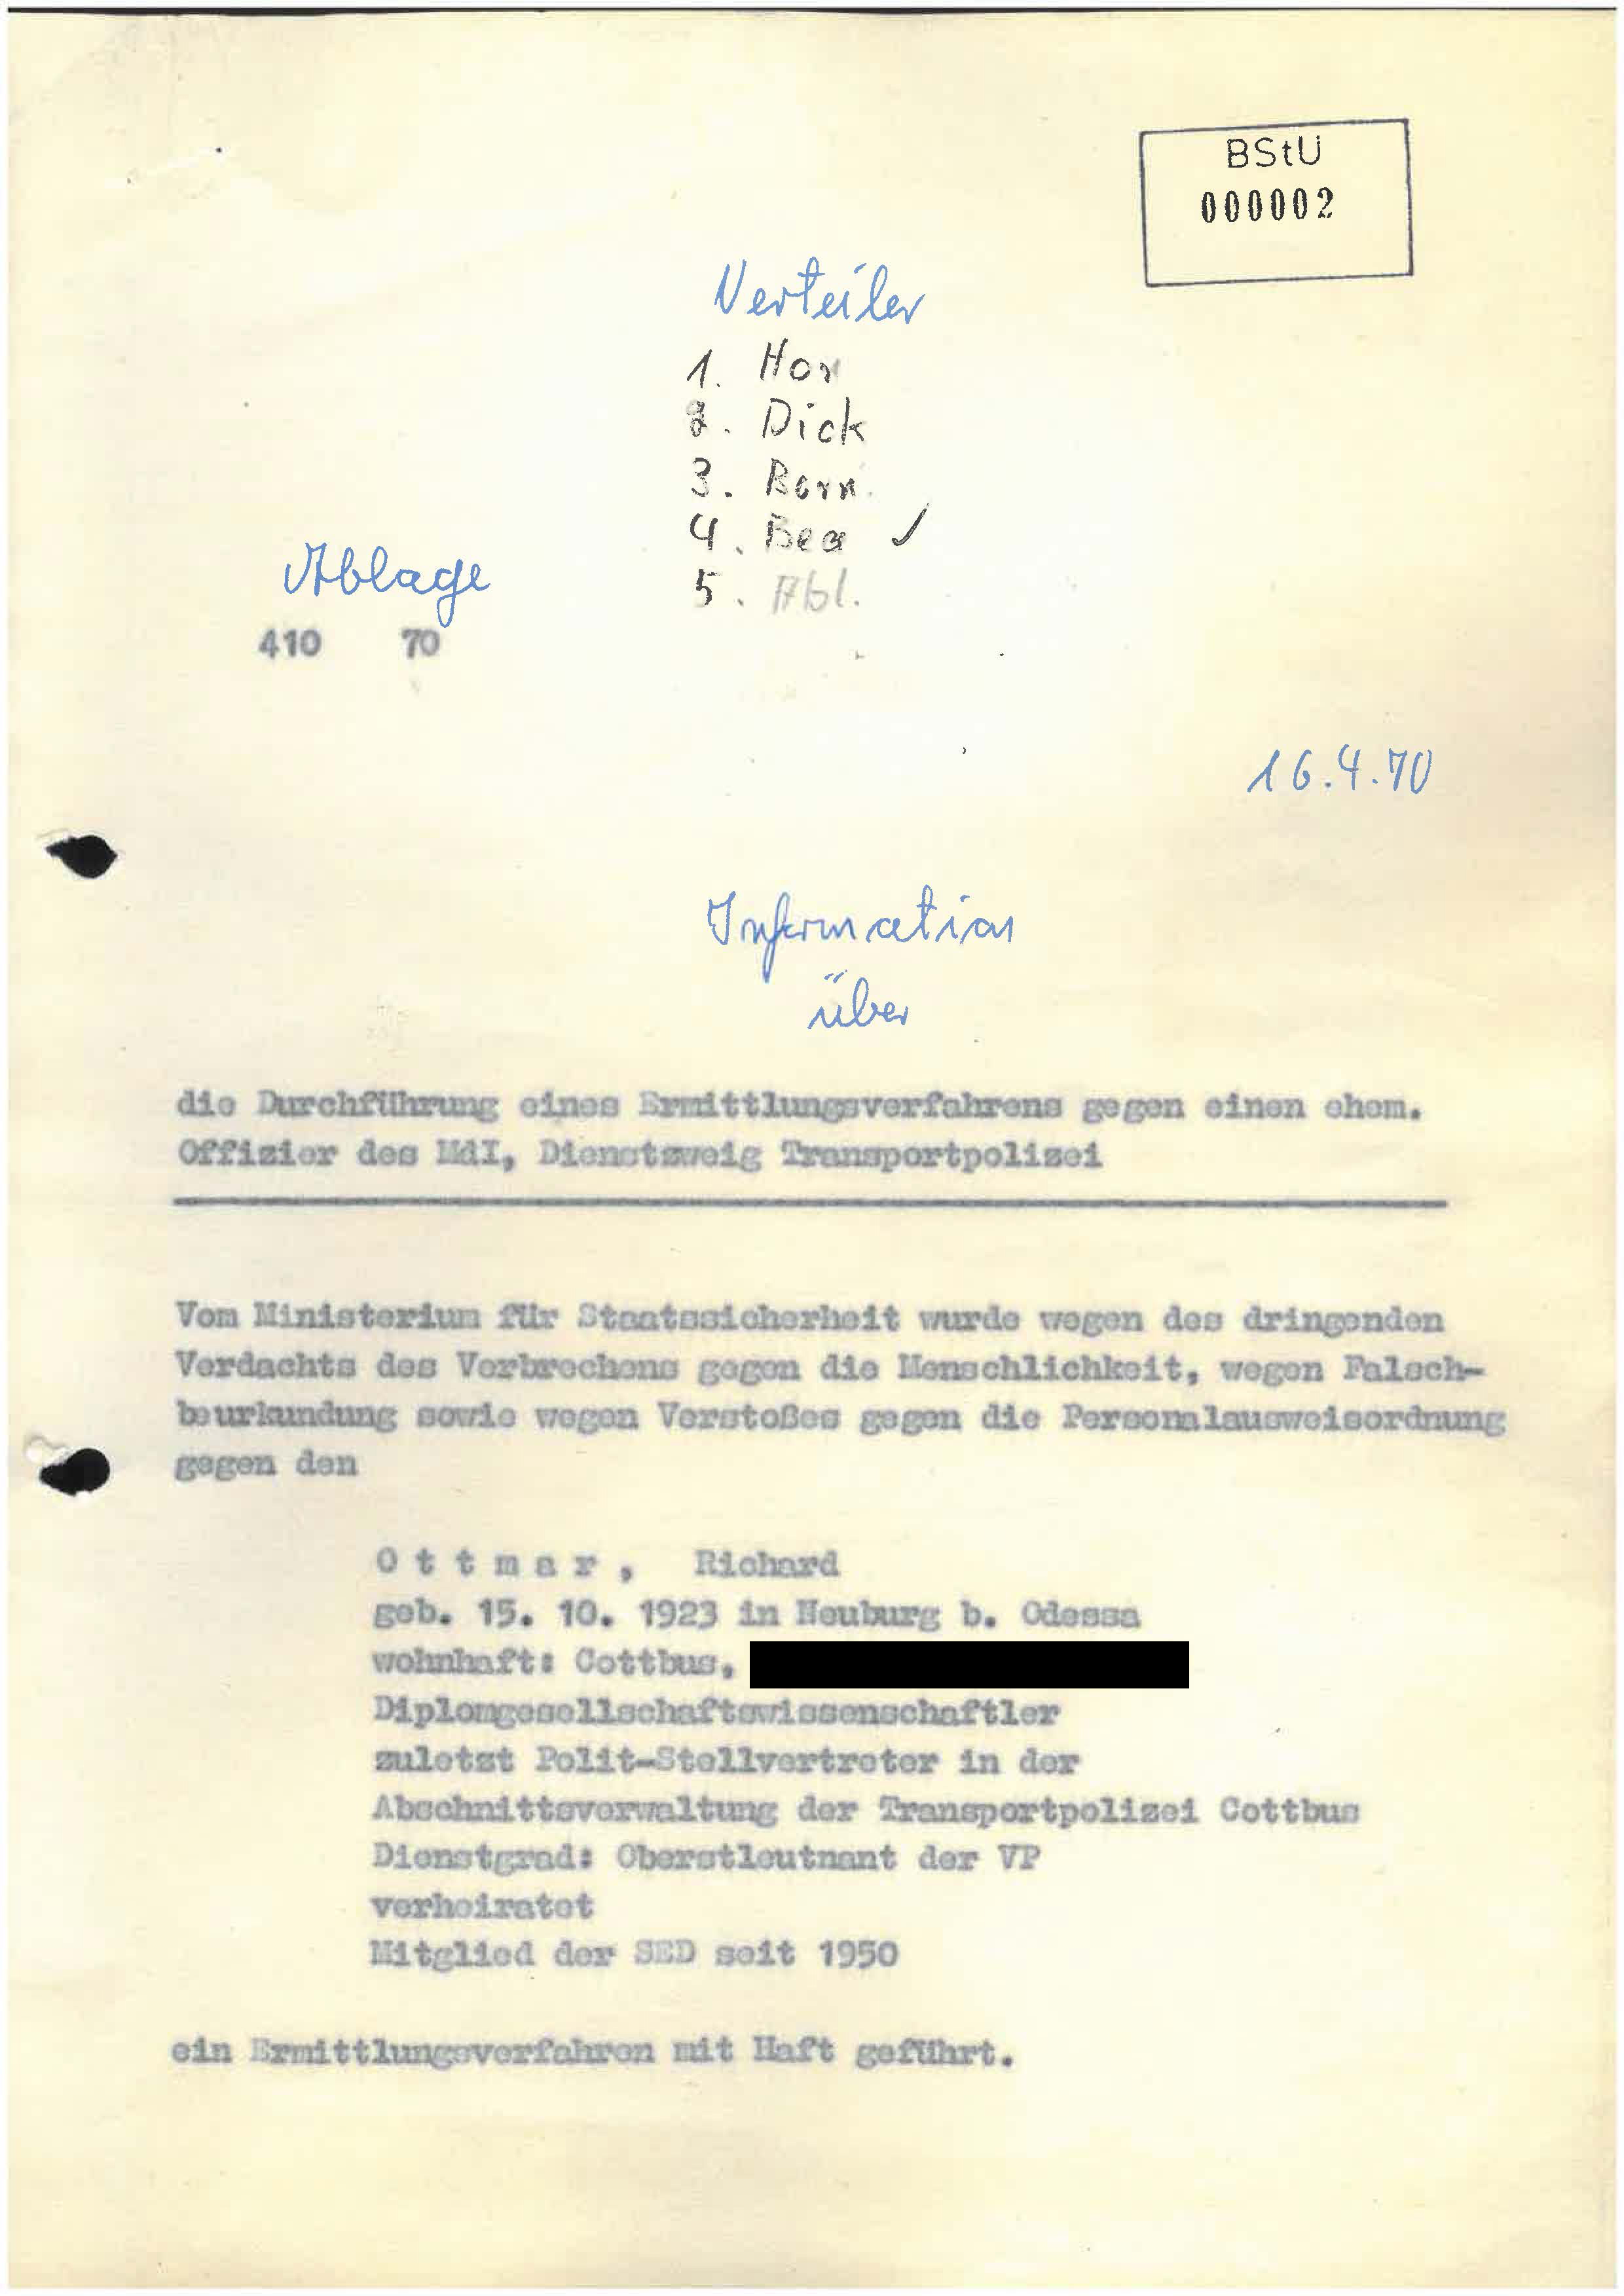 BStU
000002
Verteiler
1. Hon
2. Dick
3. Born.
4. Bea ✓
5. Abl.
Ablage
410 70
16.4.70
Information
über
die Durchführung eines Ermittlungsverfahrens gegen einen ehem.
Offizier des MdI, Dienstzweig Transportpolizei
Vom Ministerium für Staatssicherheit wurde wegen des dringenden
Verdachts des Verbrechens gegen die Menschlichkeit, wegen Falsch-
beurkundung sowie wegen Verstoßes gegen die Personalausweisordnung
gegen den
O t t m a r , Richard
geb. 15. 10. 1923 in Neuburg b. Odessa
wohnhaft: Cottbus,
Diplomgesellschaftswissenschaftler
zuletzt Polit-Stellvertreter in der
Abschnittsverwaltung der Transportpolizei Cottbus
Dienstgrad: Oberstleutnant der VP
verheiratet
Mitglied der SED seit 1950
ein Ermittlungsverfahren mit Haft geführt.